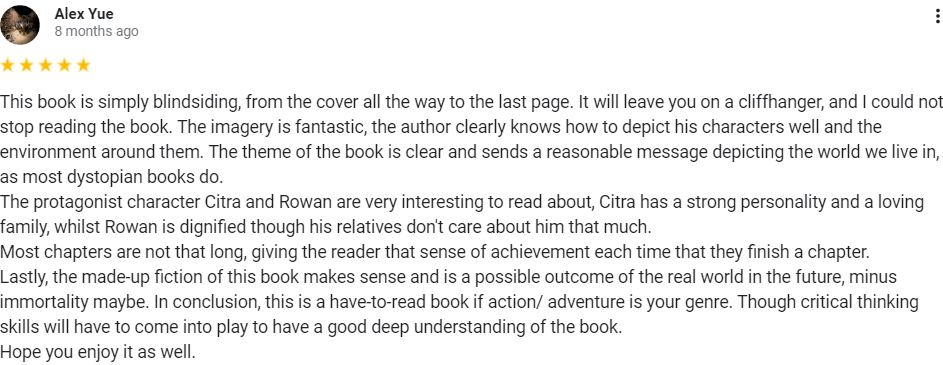 Alex Yue
8 months ago
This book is simply blindsiding, from the cover all the way to the last page. It will leave you on a cliffhanger, and I could not
stop reading the book. The imagery is fantastic, the author clearly knows how to depict his characters well and the
environment around them. The theme of the book is clear and sends a reasonable message depicting the world we live in,
as most dystopian books do.
The protagonist character Citra and Rowan are very interesting to read about, Citra has a strong personality and a loving
family, whilst Rowan is dignified though his relatives don't care about him that much.
Most chapters are not that long, giving the reader that sense of achievement each time that they finish a chapter.
Lastly, the made-up fiction of this book makes sense and is a possible outcome of the real world in the future, minus
immortality maybe. In conclusion, this is a have-to-read book if action/ adventure is your genre. Though critical thinking
skills will have to come into play to have a good deep understanding of the book.
Hope you enjoy it as well.